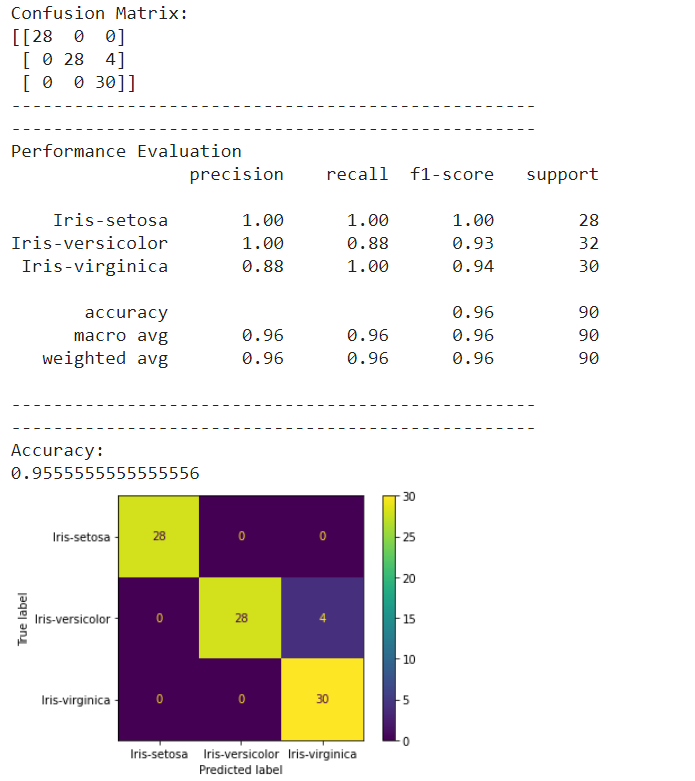 Confusion Matrix:
[[28  0  0]
 [ 0 28  4]
 [ 0  0 30]]
--------------------------------------------------
--------------------------------------------------
Performance Evaluation
                 precision    recall  f1-score   support

    Iris-setosa       1.00      1.00      1.00        28
Iris-versicolor       1.00      0.88      0.93        32
 Iris-virginica       0.88      1.00      0.94        30

       accuracy                           0.96        90
      macro avg       0.96      0.96      0.96        90
   weighted avg       0.96      0.96      0.96        90

--------------------------------------------------
--------------------------------------------------
Accuracy:
0.9555555555555556
Iris-setosa 28 0 0
Iris-versicolor 0 28 4
Iris-virginica 0 0 30
True label
Iris-setosa Iris-versicolor Iris-virginica
Predicted label
30
25
20
15
10
5
0